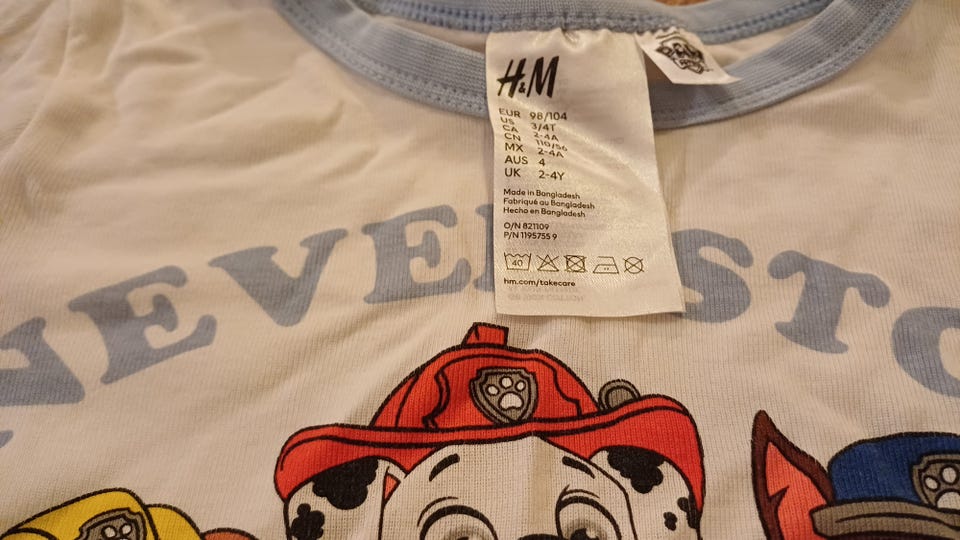 H&M
EUR 98/104
US 3/4T
CA 2-4A
CN 110/56
MX 2-4A
AUS 4
UK 2-4Y
Made in Bangladesh
Fabriqué au Bangladesh
Hecho en Bangladesh
O/N 821109
P/N 1195755 9
40
hm.com/takecare
NEVER STO